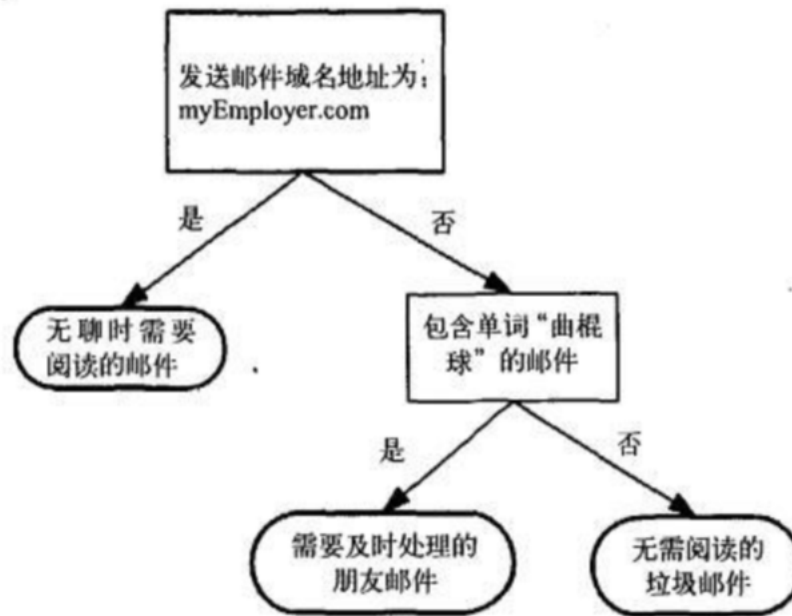 发送邮件域名地址为：
myEmployer.com
是
否
无聊时需要
阅读的邮件
包含单词“曲棍
球”的邮件
是
否
需要及时处理的
朋友邮件
无需阅读的
垃圾邮件